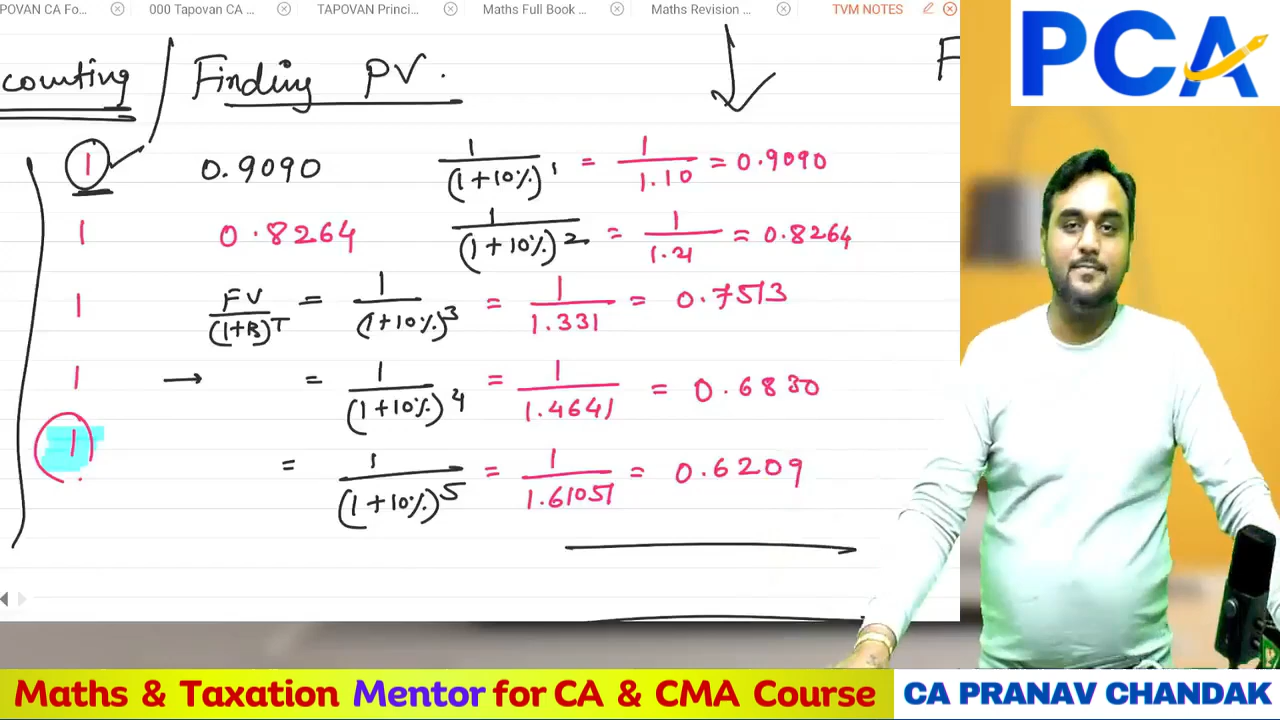 POVAN CA Fo...
000 Tapovan CA ...
TAPOVAN Princi...
Maths Full Book ...
Maths Revision ...
TVM NOTES
counting / Finding PV.
F
1 0.9090 1/(1+10%)^1 = 1/1.10 = 0.9090
1 0.8264 1/(1+10%)^2 = 1/1.21 = 0.8264
1 FV/(1+R)^T = 1/(1+10%)^3 = 1/1.331 = 0.7513
1 → = 1/(1+10%)^4 = 1/1.4641 = 0.6830
1
= 1/(1+10%)^5 = 1/1.61051 = 0.6209
PCA
Maths & Taxation Mentor for CA & CMA Course
CA PRANAV CHANDAK